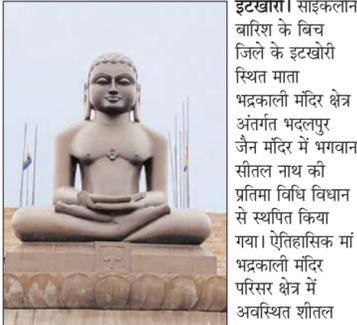 इटखोरी। साइक्लोन
बारिश के बिच
जिले के इटखोरी
स्थित माता
भद्रकाली मंदिर क्षेत्र
अंतर्गत भदलपुर
जैन मंदिर में भगवान
सीतल नाथ की
प्रतिमा विधि विधान
से स्थपित किया
गया। ऐतिहासिक मां
भद्रकाली मंदिर
परिसर क्षेत्र में
अवस्थित शीतल